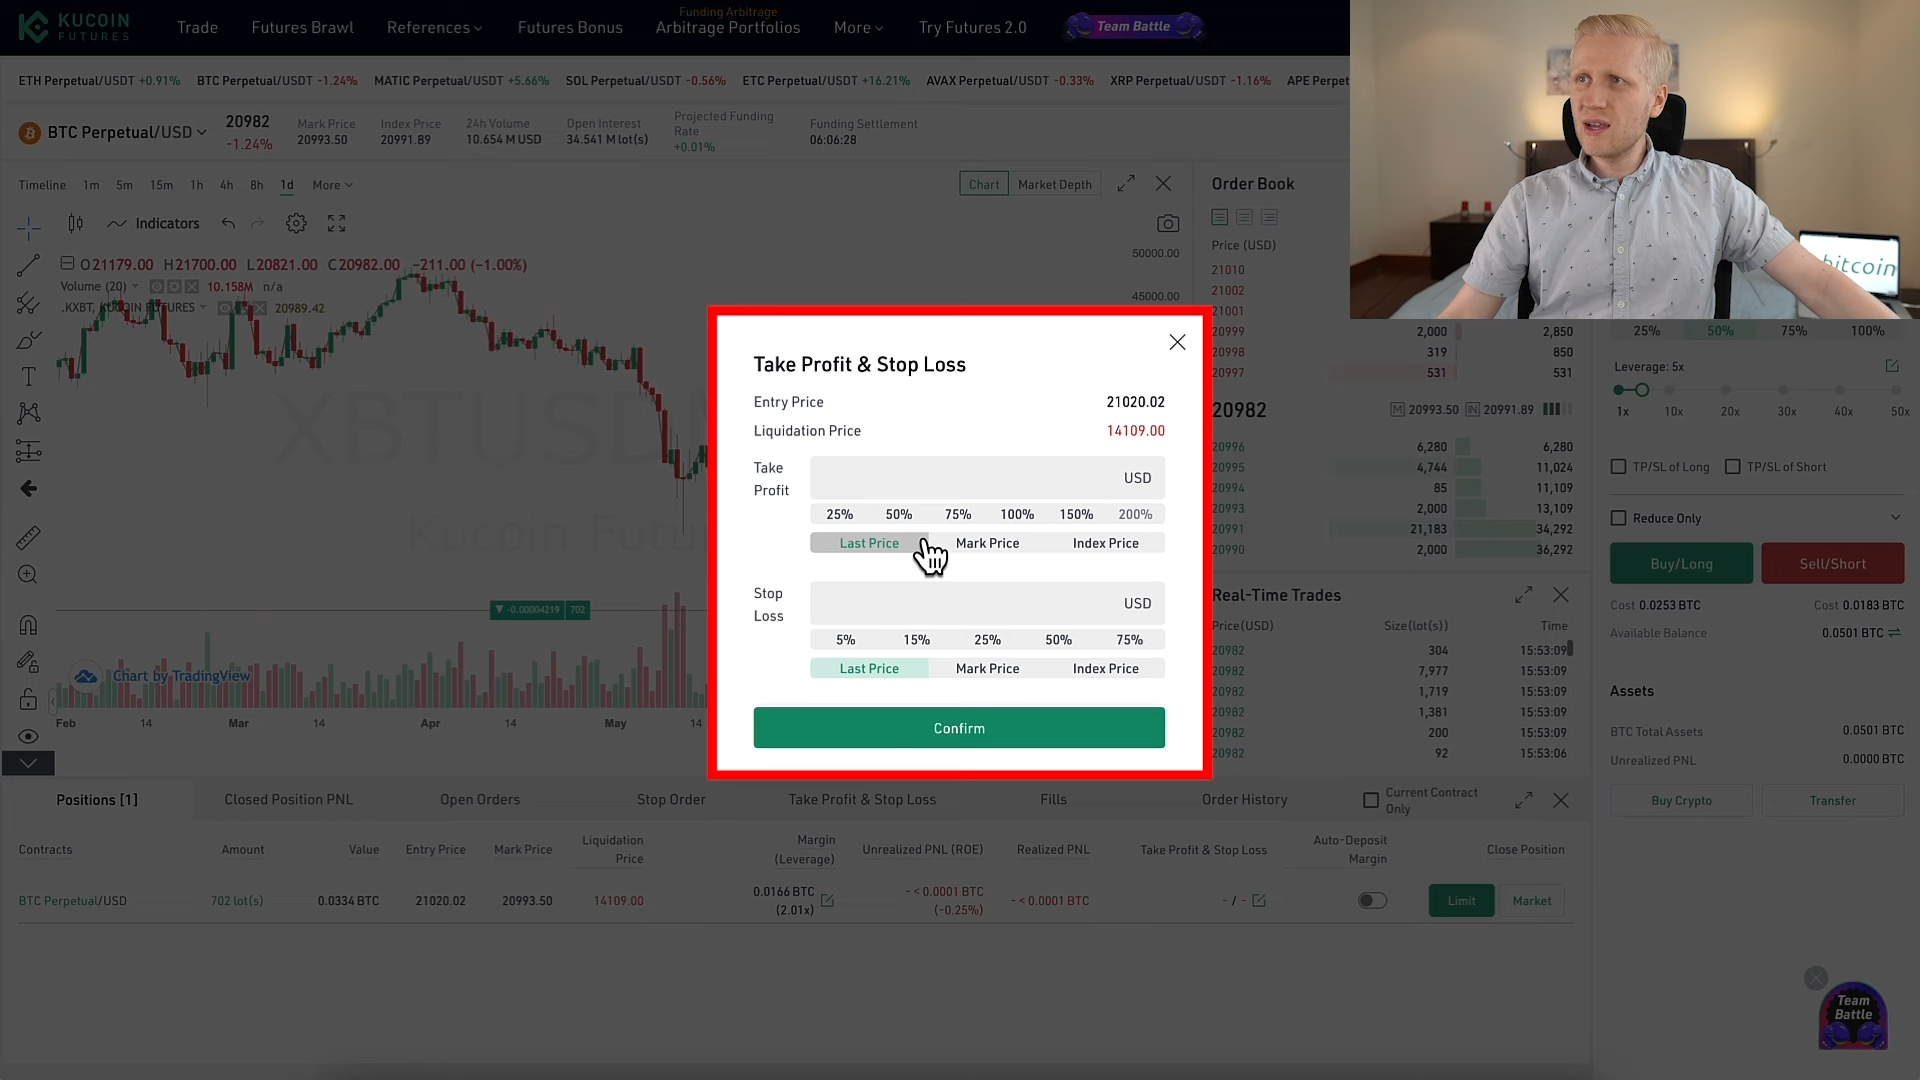 KUCOIN FUTURES
Trade Futures Brawl References Futures Bonus Funding Arbitrage Arbitrage Portfolios More Try Futures 2.0 Team Battle
ETH Perpetual/USDT +0.91% BTC Perpetual/USDT -1.24% MATIC Perpetual/USDT +5.66% SOL Perpetual/USDT -0.56% ETC Perpetual/USDT +16.21% AVAX Perpetual/USDT -0.33% XRP Perpetual/USDT -1.16% APE Perpet
BTC Perpetual/USD
20982
-1.24%
Mark Price
20993.50
Index Price
20991.89
24h Volume
10.654 M USD
Open Interest
34.541 M lot(s)
Projected Funding
Rate
+0.01%
Funding Settlement
06:06:28
Timeline 1m 5m 15m 1h 4h 8h 1d More
Chart Market Depth
Indicators
O21179.00 H21700.00 L20821.00 C20982.00 -211.00 (-1.00%)
Volume (20) 10.158M n/a
.KXBT, KUCOIN FUTURES 20989.42
50000.00
45000.00
XBTUSD
Kucoin Futu
-0.00004219 702
Chart by TradingView
Feb 14 Mar 14 Apr 14 May 14
Take Profit & Stop Loss
Entry Price 21020.02
Liquidation Price 14109.00
Take
Profit
USD
25% 50% 75% 100% 150% 200%
Last Price Mark Price Index Price
Stop
Loss
USD
5% 15% 25% 50% 75%
Last Price Mark Price Index Price
Confirm
Order Book
Price (USD)
21010
21002
21001
20999 2,000 2,850
20998 319 850
20997 531 531
20982 M 20993.50 IN 20991.89
20996 6,280 6,280
20995 4,744 11,024
20994 85 11,109
20993 2,000 13,109
20991 21,183 34,292
20990 2,000 36,292
Real-Time Trades
Price(USD) Size(lot(s)) Time
20982 304 15:53:09
20982 7,977 15:53:09
20982 1,719 15:53:09
20982 1,381 15:53:09
20982 200 15:53:09
20982 92 15:53:06
bitcoin
25% 50% 75% 100%
Leverage: 5x
1x 10x 20x 30x 40x 50x
TP/SL of Long TP/SL of Short
Reduce Only
Buy/Long Sell/Short
Cost 0.0253 BTC Cost 0.0183 BTC
Available Balance 0.0501 BTC
Assets
BTC Total Assets 0.0501 BTC
Unrealized PNL 0.0000 BTC
Buy Crypto Transfer
Positions [1] Closed Position PNL Open Orders Stop Order Take Profit & Stop Loss Fills Order History
Current Contract
Only
Contracts Amount Value Entry Price Mark Price Liquidation Price Margin (Leverage) Unrealized PNL (ROE) Realized PNL Take Profit & Stop Loss Auto-Deposit Margin Close Position
BTC Perpetual/USD 702 lot(s) 0.0334 BTC 21020.02 20993.50 14109.00 0.0166 BTC (2.01x) - < 0.0001 BTC (-0.25%) - < 0.0001 BTC - / - Limit Market
Team
Battle